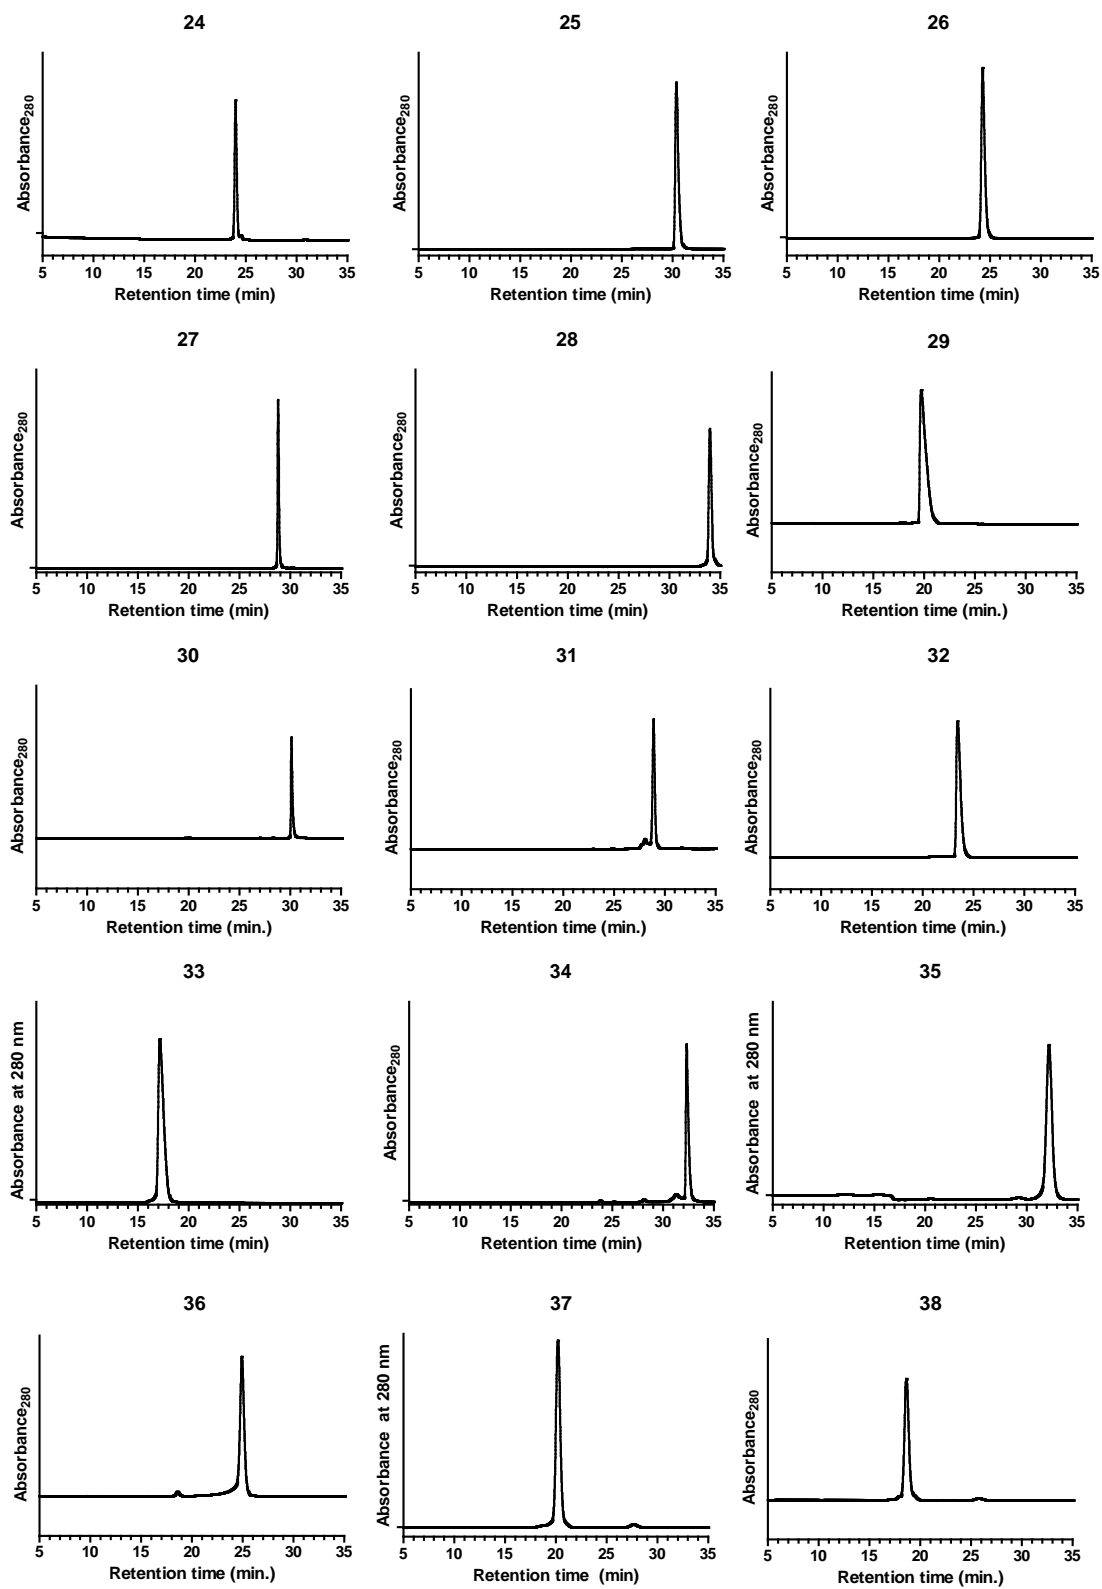 24 25 26
Absorbance280 Absorbance280 Absorbance280
5 10 15 20 25 30 35 5 10 15 20 25 30 35 5 10 15 20 25 30 35
Retention time (min) Retention time (min) Retention time (min)
27 28 29
Absorbance280 Absorbance280 Absorbance280
5 10 15 20 25 30 35 5 10 15 20 25 30 35 5 10 15 20 25 30 35
Retention time (min) Retention time (min) Retention time (min.)
30 31 32
Absorbance280 Absorbance280 Absorbance280
5 10 15 20 25 30 35 5 10 15 20 25 30 35 5 10 15 20 25 30 35
Retention time (min.) Retention time (min.) Retention time (min.)
33 34 35
Absorbance at 280 nm Absorbance280 Absorbance at 280 nm
5 10 15 20 25 30 35 5 10 15 20 25 30 35 5 10 15 20 25 30 35
Retention time (min) Retention time (min) Retention time (min)
36 37 38
Absorbance280 Absorbance at 280 nm Absorbance280
5 10 15 20 25 30 35 5 10 15 20 25 30 35 5 10 15 20 25 30 35
Retention time (min.) Retention time (min) Retention time (min.)